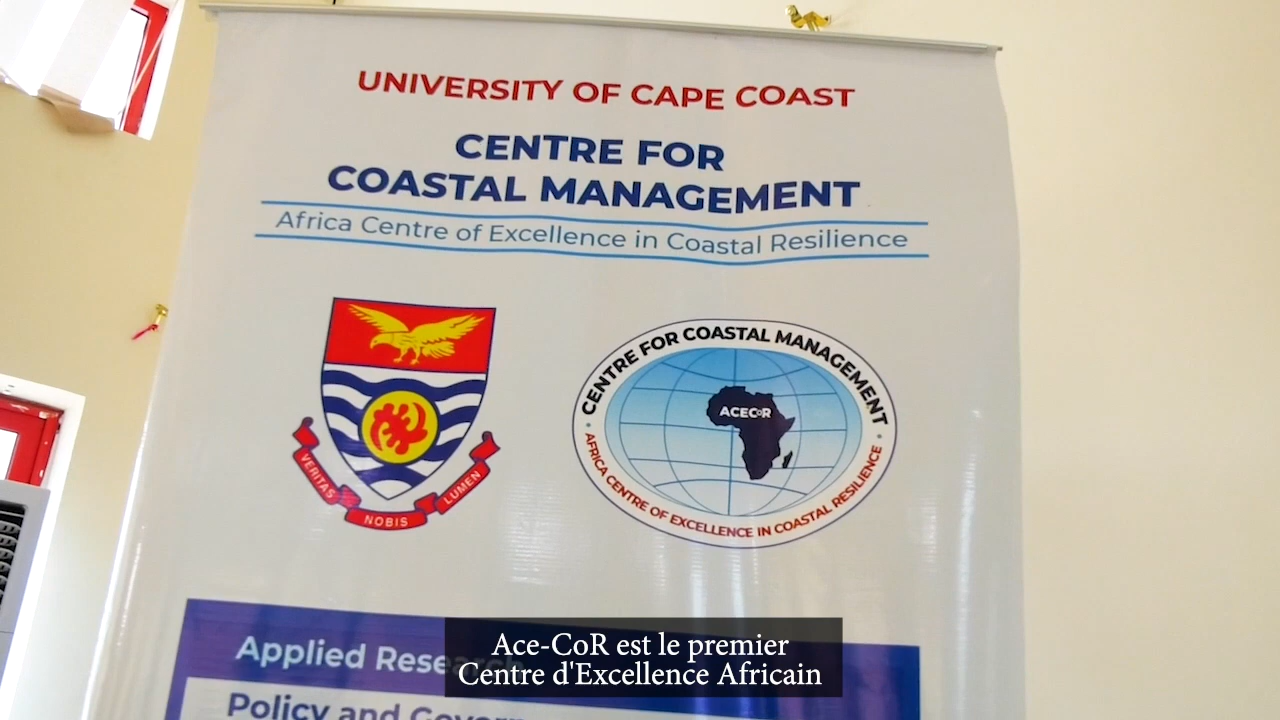 UNIVERSITY OF CAPE COAST
CENTRE FOR
COASTAL MANAGEMENT
Africa Centre of Excellence in Coastal Resilience
VERITAS
NOBIS
LUMEN
CENTRE FOR COASTAL MANAGEMENT
ACECoR
AFRICA CENTRE OF EXCELLENCE IN COASTAL RESILIENCE
Applied Research
Policy and
Ace-CoR est le premier
Centre d'Excellence Africain